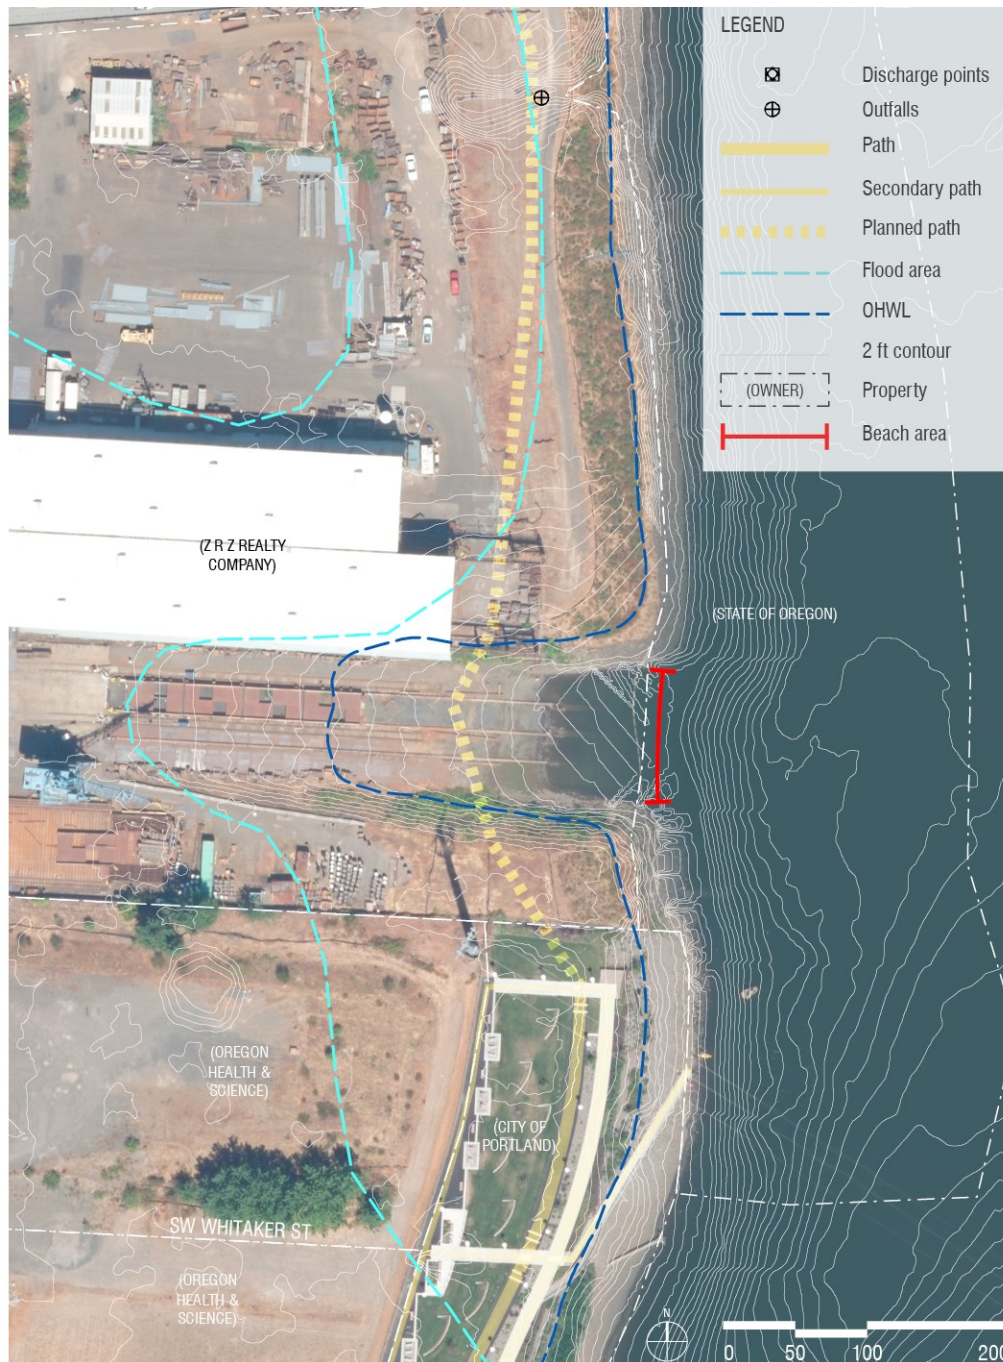 LEGEND
Discharge points
Outfalls
Path
Secondary path
Planned path
Flood area
OHWL
2 ft contour
(OWNER)
Property
Beach area
(Z R Z REALTY
COMPANY)
(STATE OF OREGON)
(OREGON
HEALTH &
SCIENCE)
(CITY OF
PORTLAND)
SW WHITAKER ST
(OREGON
HEALTH &
SCIENCE)
N
0
50
100
200